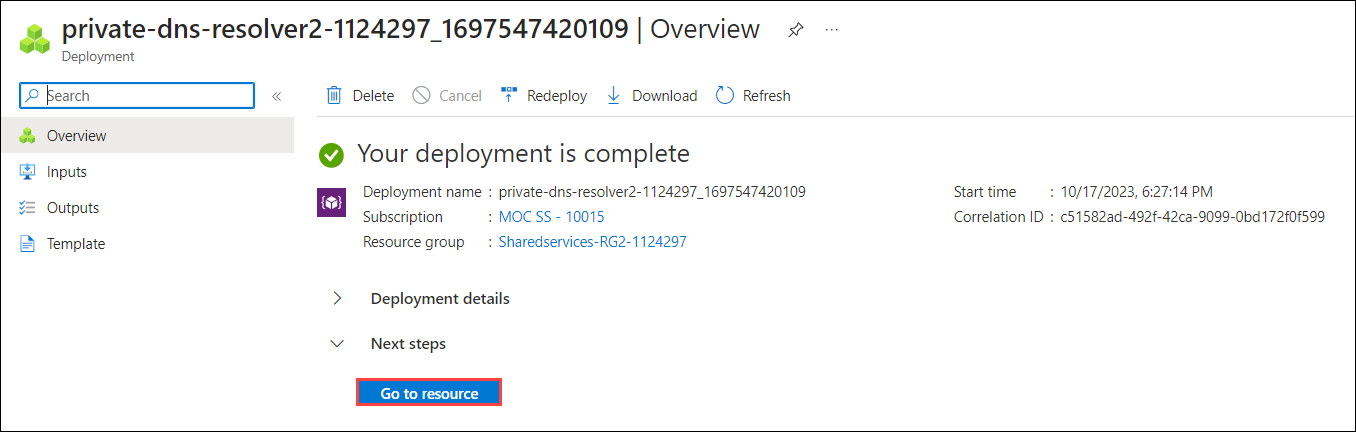 private-dns-resolver2-1124297_1697547420109 | Overview
Deployment
Search
Delete Cancel Redeploy Download Refresh
Overview
Inputs
Outputs
Template
Your deployment is complete
Deployment name : private-dns-resolver2-1124297_1697547420109 Start time : 10/17/2023, 6:27:14 PM
Subscription : MOC SS - 10015 Correlation ID : c51582ad-492f-42ca-9099-0bd172f0f599
Resource group : Sharedservices-RG2-1124297
Deployment details
Next steps
Go to resource